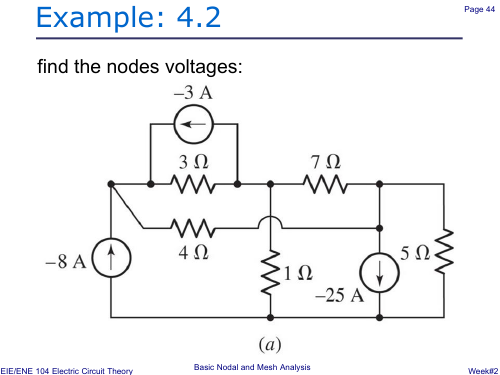 Example: 4.2
Page 44
find the nodes voltages:
–3 A
3 Ω
7 Ω
4 Ω
–8 A
1 Ω
5 Ω
–25 A
(a)
EIE/ENE 104 Electric Circuit Theory
Basic Nodal and Mesh Analysis
Week#2